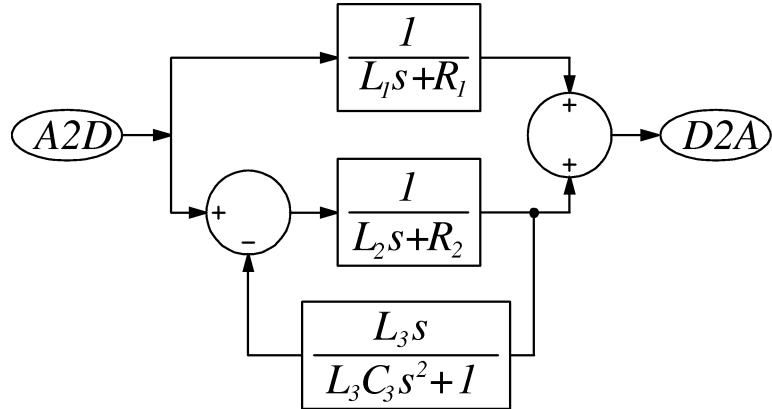 1
L₁s+R₁
A2D
+
+
D2A
1
L₂s+R₂
+
−
L₃s
L₃C₃s²+1